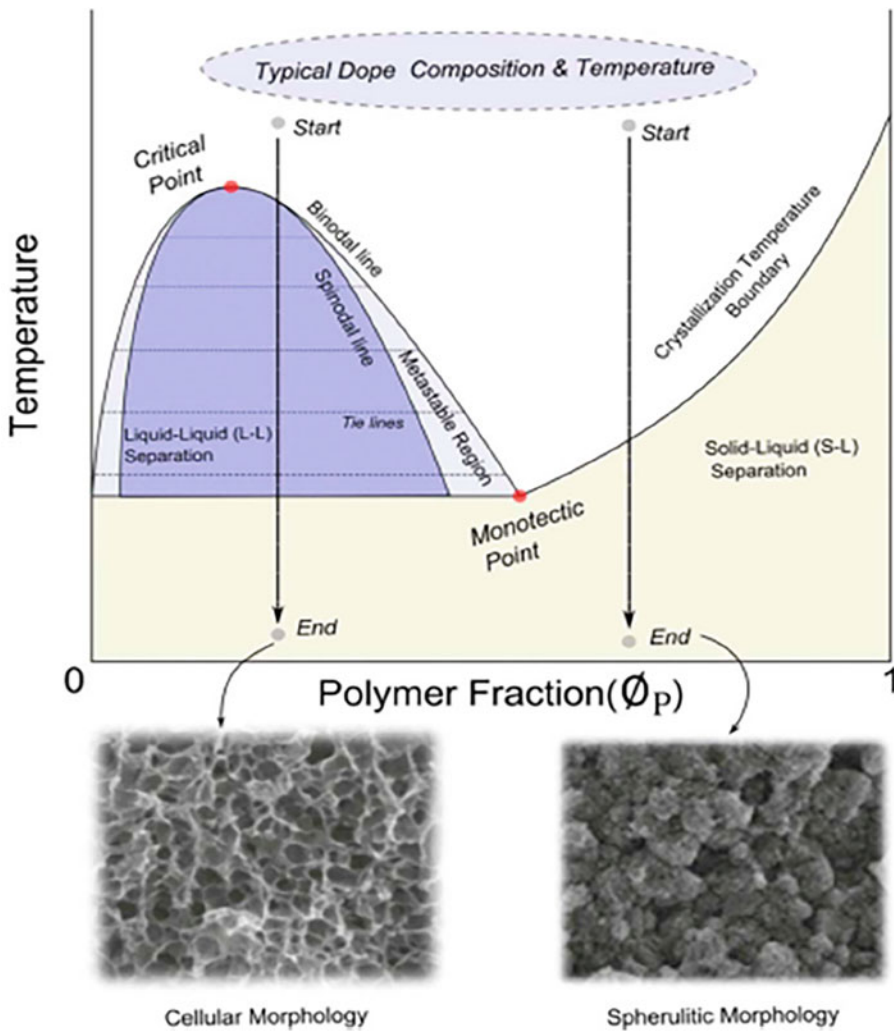 Typical Dope Composition & Temperature
Start
Start
Critical
Point
Binodal line
Spinodal line
Crystallization Temperature
Boundary
Temperature
Metastable Region
Tie lines
Liquid-Liquid (L-L)
Separation
Solid-Liquid (S-L)
Separation
Monotectic
Point
End
End
0
Polymer Fraction(ϕP)
1
Cellular Morphology
Spherulitic Morphology